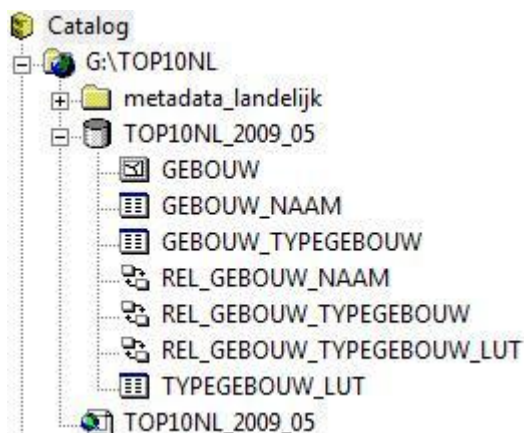 Catalog
G:\TOP10NL
metadata_landelijk
TOP10NL_2009_05
GEBOUW
GEBOUW_NAAM
GEBOUW_TYPEGEBOUW
REL_GEBOUW_NAAM
REL_GEBOUW_TYPEGEBOUW
REL_GEBOUW_TYPEGEBOUW_LUT
TYPEGEBOUW_LUT
TOP10NL_2009_05